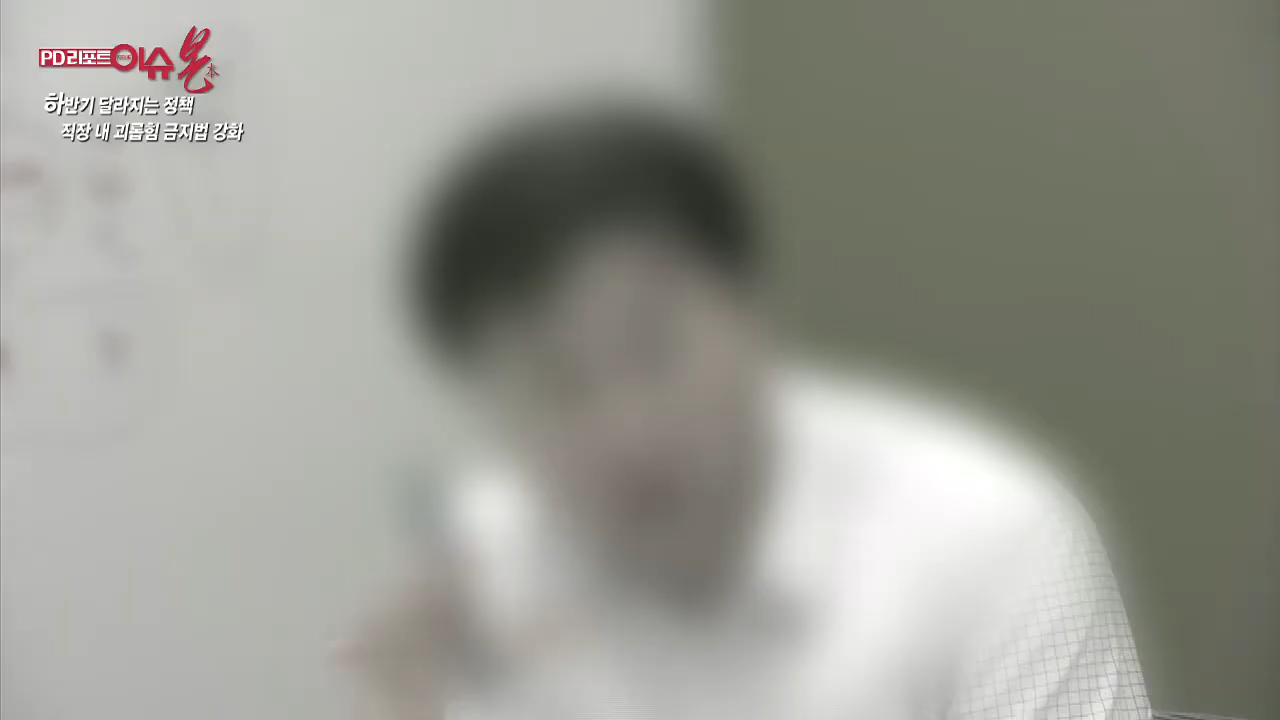 PD리포트 이슈 본 本
하반기 달라지는 정책
직장 내 괴롭힘 금지법 강화